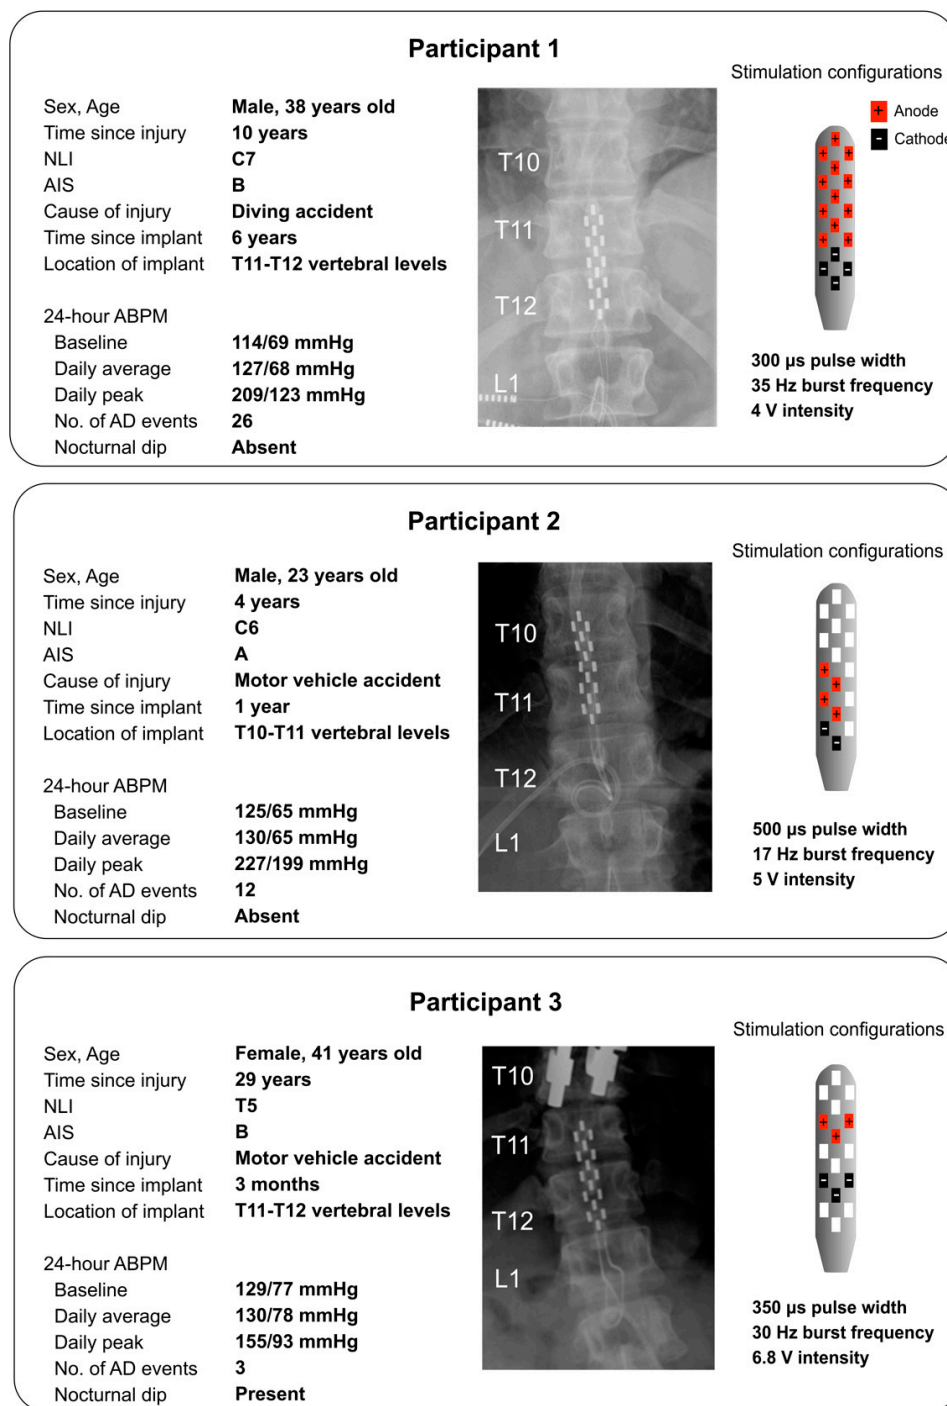 Participant 1
Stimulation configurations
Sex, Age Male, 38 years old
Time since injury 10 years
NLI C7
AIS B
Cause of injury Diving accident
Time since implant 6 years
Location of implant T11-T12 vertebral levels
24-hour ABPM
Baseline 114/69 mmHg
Daily average 127/68 mmHg
Daily peak 209/123 mmHg
No. of AD events 26
Nocturnal dip Absent
T10
T11
T12
L1
+ Anode
- Cathode
300 µs pulse width
35 Hz burst frequency
4 V intensity
Participant 2
Stimulation configurations
Sex, Age Male, 23 years old
Time since injury 4 years
NLI C6
AIS A
Cause of injury Motor vehicle accident
Time since implant 1 year
Location of implant T10-T11 vertebral levels
24-hour ABPM
Baseline 125/65 mmHg
Daily average 130/65 mmHg
Daily peak 227/199 mmHg
No. of AD events 12
Nocturnal dip Absent
T10
T11
T12
L1
500 µs pulse width
17 Hz burst frequency
5 V intensity
Participant 3
Stimulation configurations
Sex, Age Female, 41 years old
Time since injury 29 years
NLI T5
AIS B
Cause of injury Motor vehicle accident
Time since implant 3 months
Location of implant T11-T12 vertebral levels
24-hour ABPM
Baseline 129/77 mmHg
Daily average 130/78 mmHg
Daily peak 155/93 mmHg
No. of AD events 3
Nocturnal dip Present
T10
T11
T12
L1
350 µs pulse width
30 Hz burst frequency
6.8 V intensity